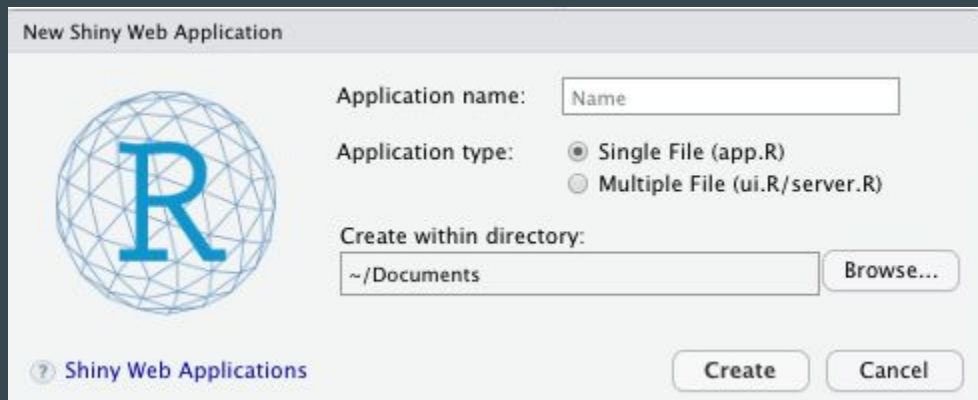 New Shiny Web Application
R
Application name: Name
Application type: Single File (app.R)
Multiple File (ui.R/server.R)
Create within directory:
~/Documents Browse...
? Shiny Web Applications Create Cancel